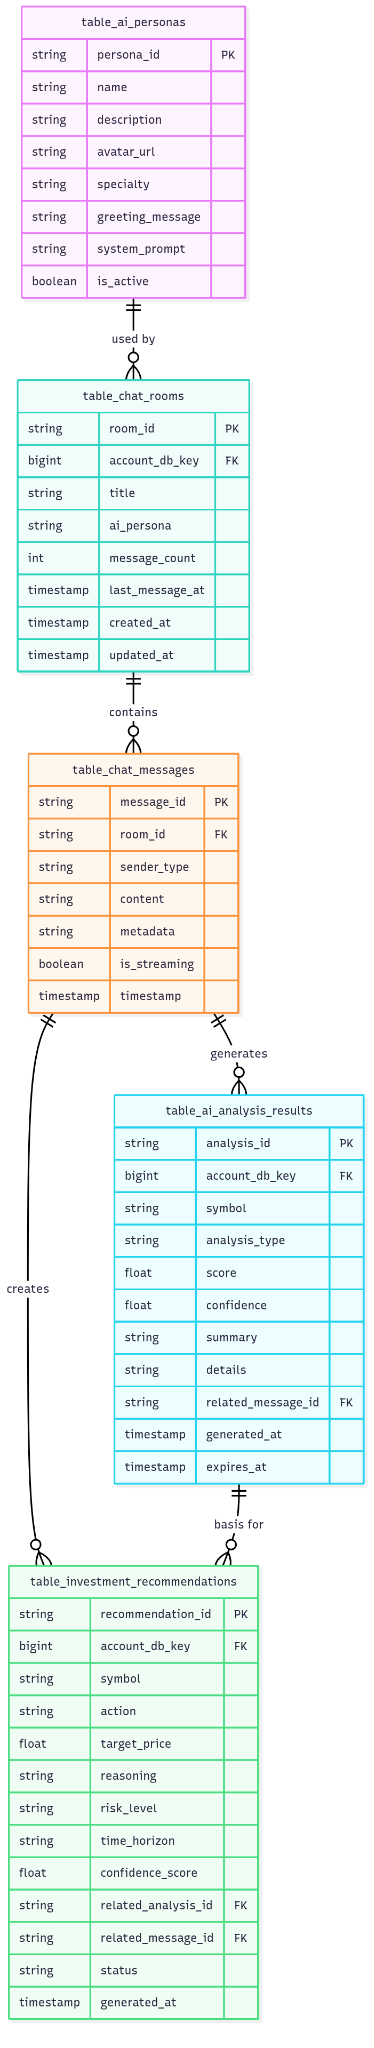 table_ai_personas
string persona_id PK
string name
string description
string avatar_url
string specialty
string greeting_message
string system_prompt
boolean is_active
used by
table_chat_rooms
string room_id PK
bigint account_db_key FK
string title
string ai_persona
int message_count
timestamp last_message_at
timestamp created_at
timestamp updated_at
contains
table_chat_messages
string message_id PK
string room_id FK
string sender_type
string content
string metadata
boolean is_streaming
timestamp timestamp
generates
table_ai_analysis_results
string analysis_id PK
bigint account_db_key FK
string symbol
string analysis_type
float score
creates
float confidence
string summary
string details
string related_message_id FK
timestamp generated_at
timestamp expires_at
basis for
table_investment_recommendations
string recommendation_id PK
bigint account_db_key FK
string symbol
string action
float target_price
string reasoning
string risk_level
string time_horizon
float confidence_score
string related_analysis_id FK
string related_message_id FK
string status
timestamp generated_at